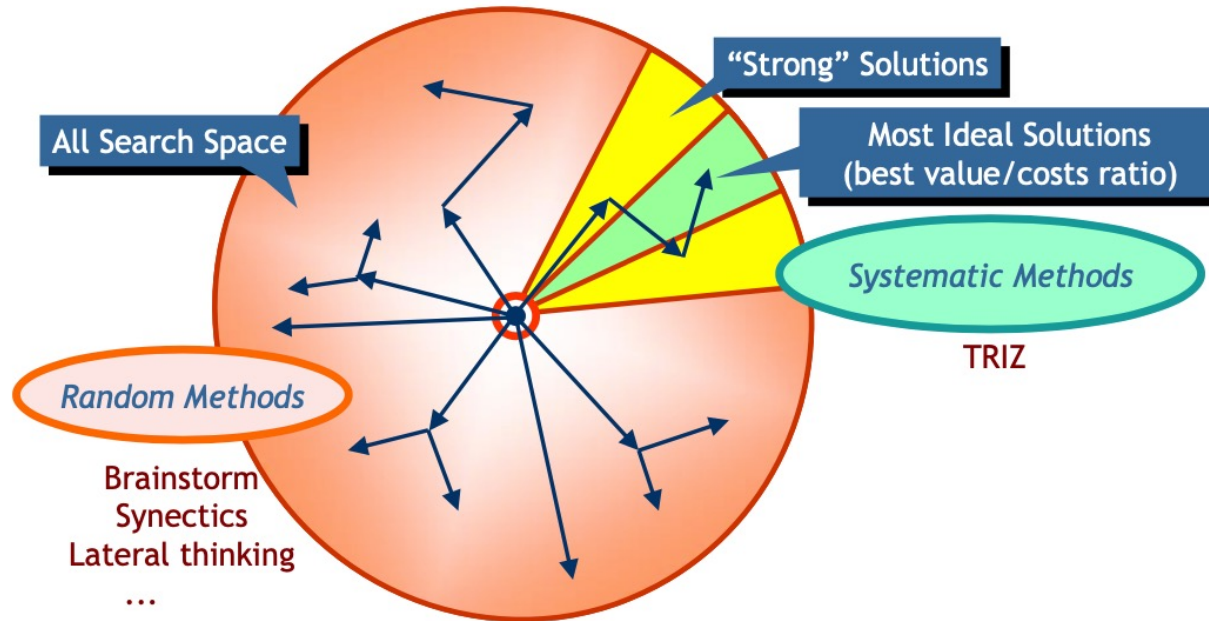 “Strong” Solutions
All Search Space
Most Ideal Solutions
(best value/costs ratio)
Systematic Methods
TRIZ
Random Methods
Brainstorm
Synectics
Lateral thinking
...